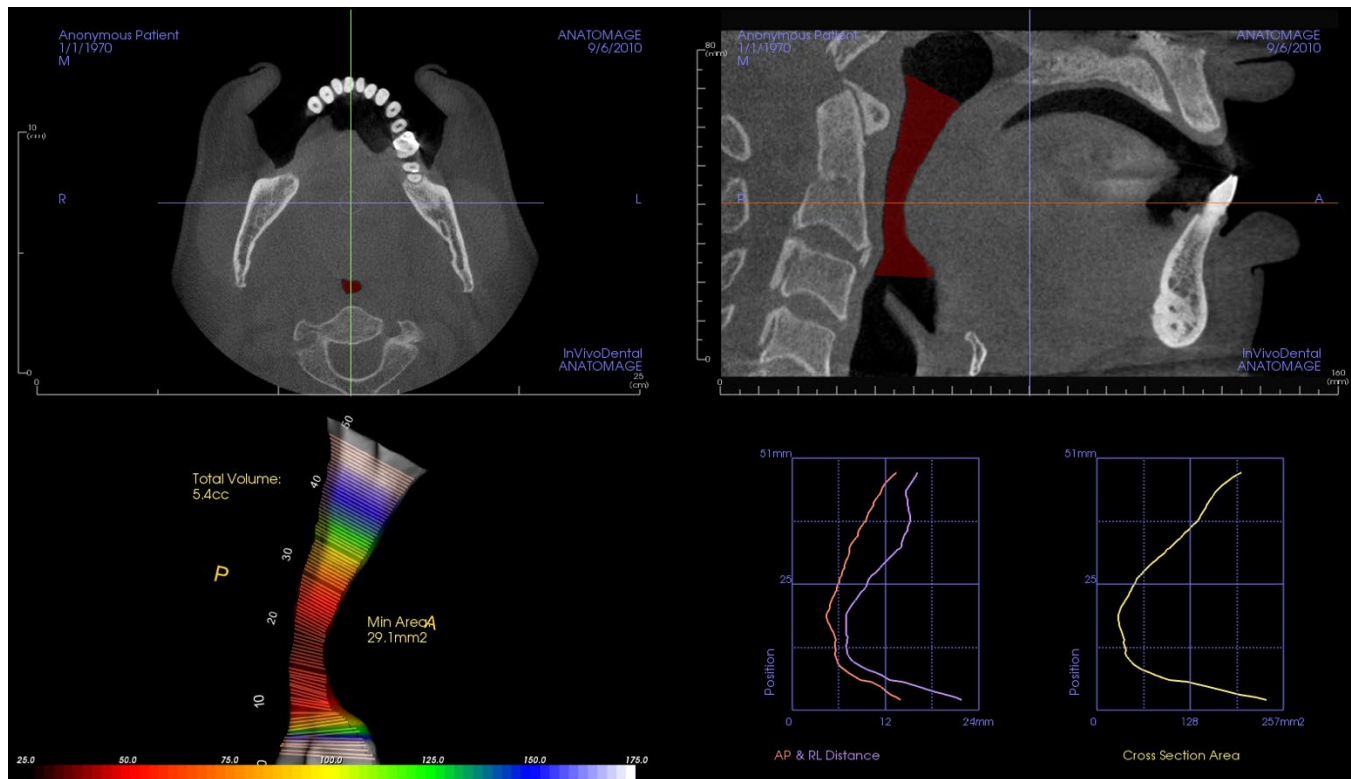 Anonymous Patient
1/1/1970
M
ANATOMAGE
9/6/2010
10
(cm)
R
L
0
0
25
(cm)
InVivoDental
ANATOMAGE
Anonymous Patient
1/1/1970
M
ANATOMAGE
9/6/2010
80
(mm)
P
A
0
0
160
(mm)
InVivoDental
ANATOMAGE
Total Volume:
5.4cc
P
50
40
30
20
10
0
Min Area
A
29.1mm2
25.0 50.0 75.0 100.0 125.0 150.0 175.0
51mm
25
Position
0 12 24mm
AP & RL Distance
51mm
25
Position
0 128 257mm2
Cross Section Area